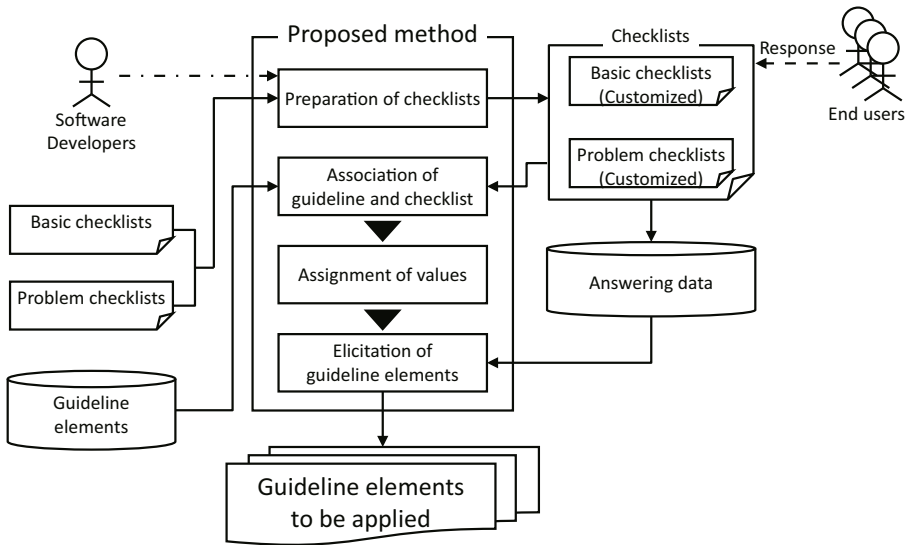 Proposed method
Checklists
Response
Software
Developers
End users
Preparation of checklists
Basic checklists
(Customized)
Problem checklists
(Customized)
Association of
guideline and checklist
Basic checklists
Problem checklists
Assignment of values
Answering data
Elicitation of
guideline elements
Guideline
elements
Guideline elements
to be applied